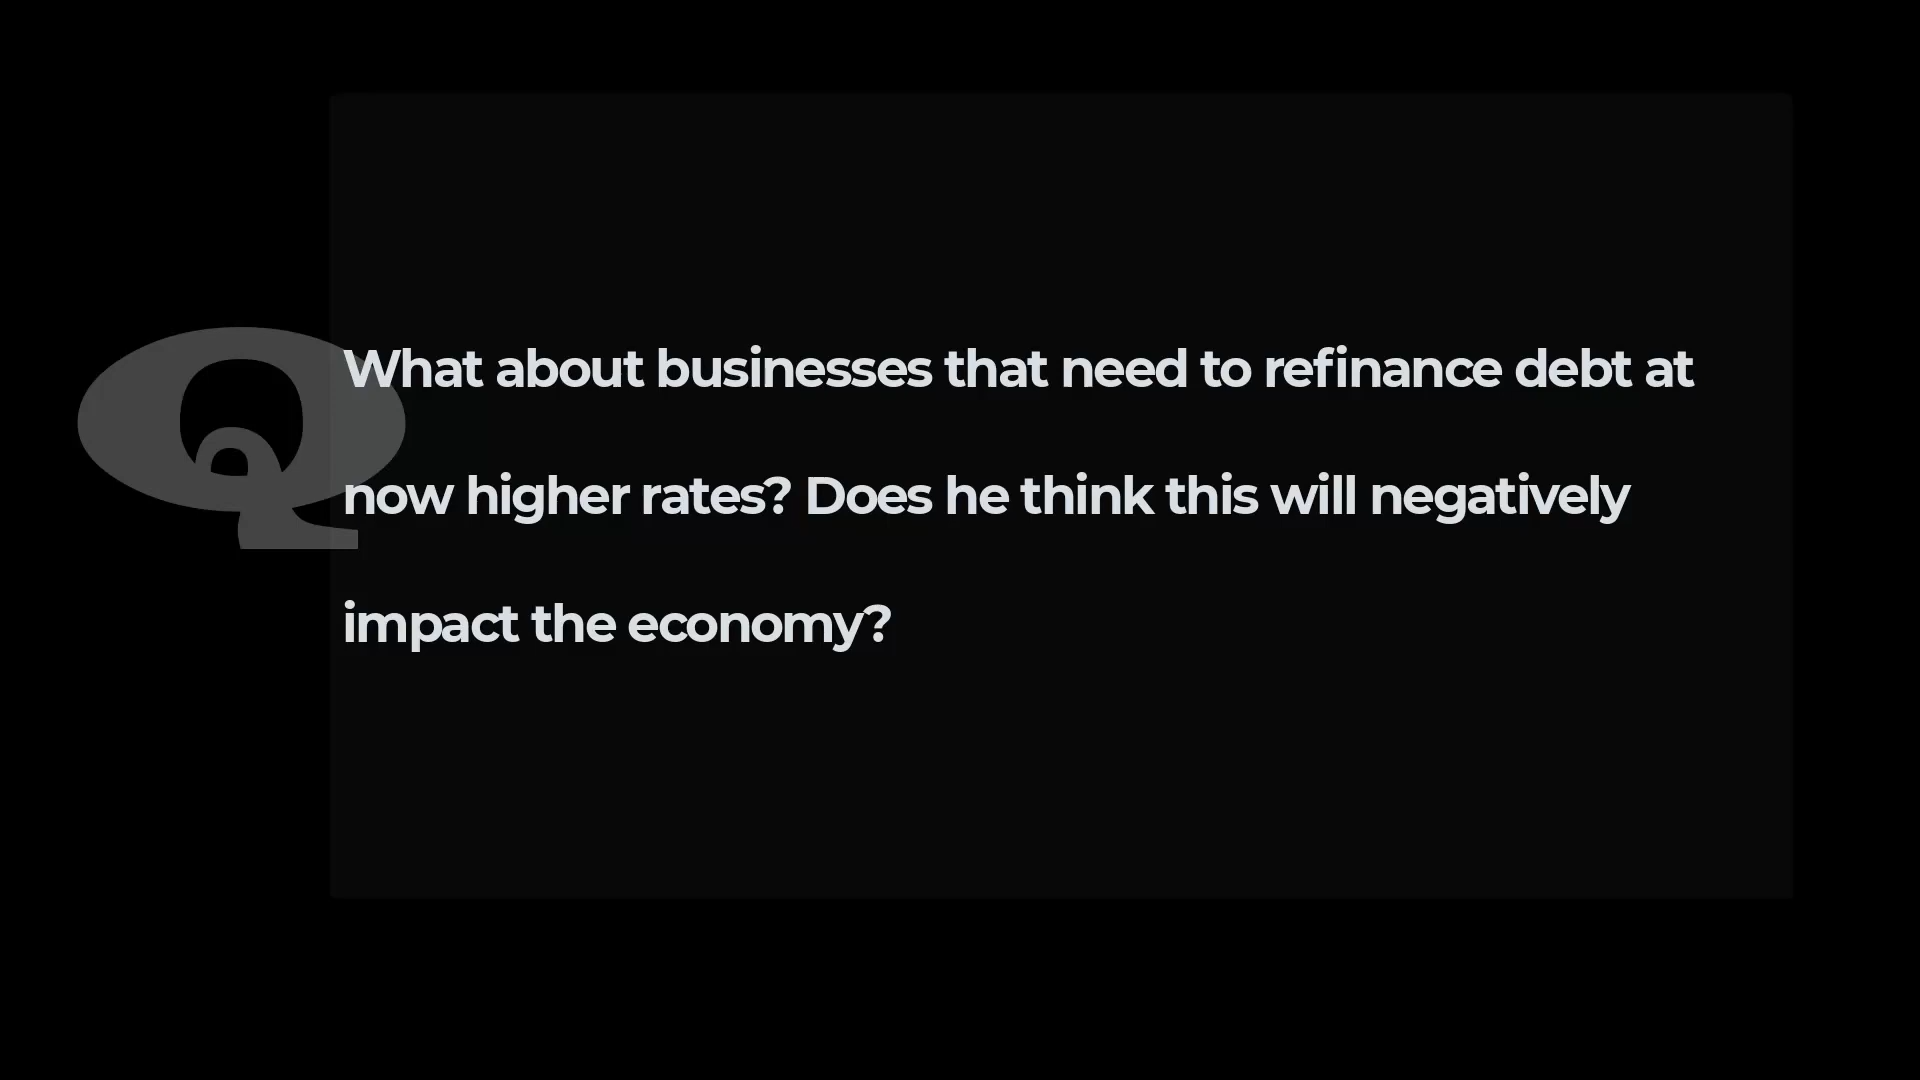 Q
What about businesses that need to refinance debt at
now higher rates? Does he think this will negatively
impact the economy?